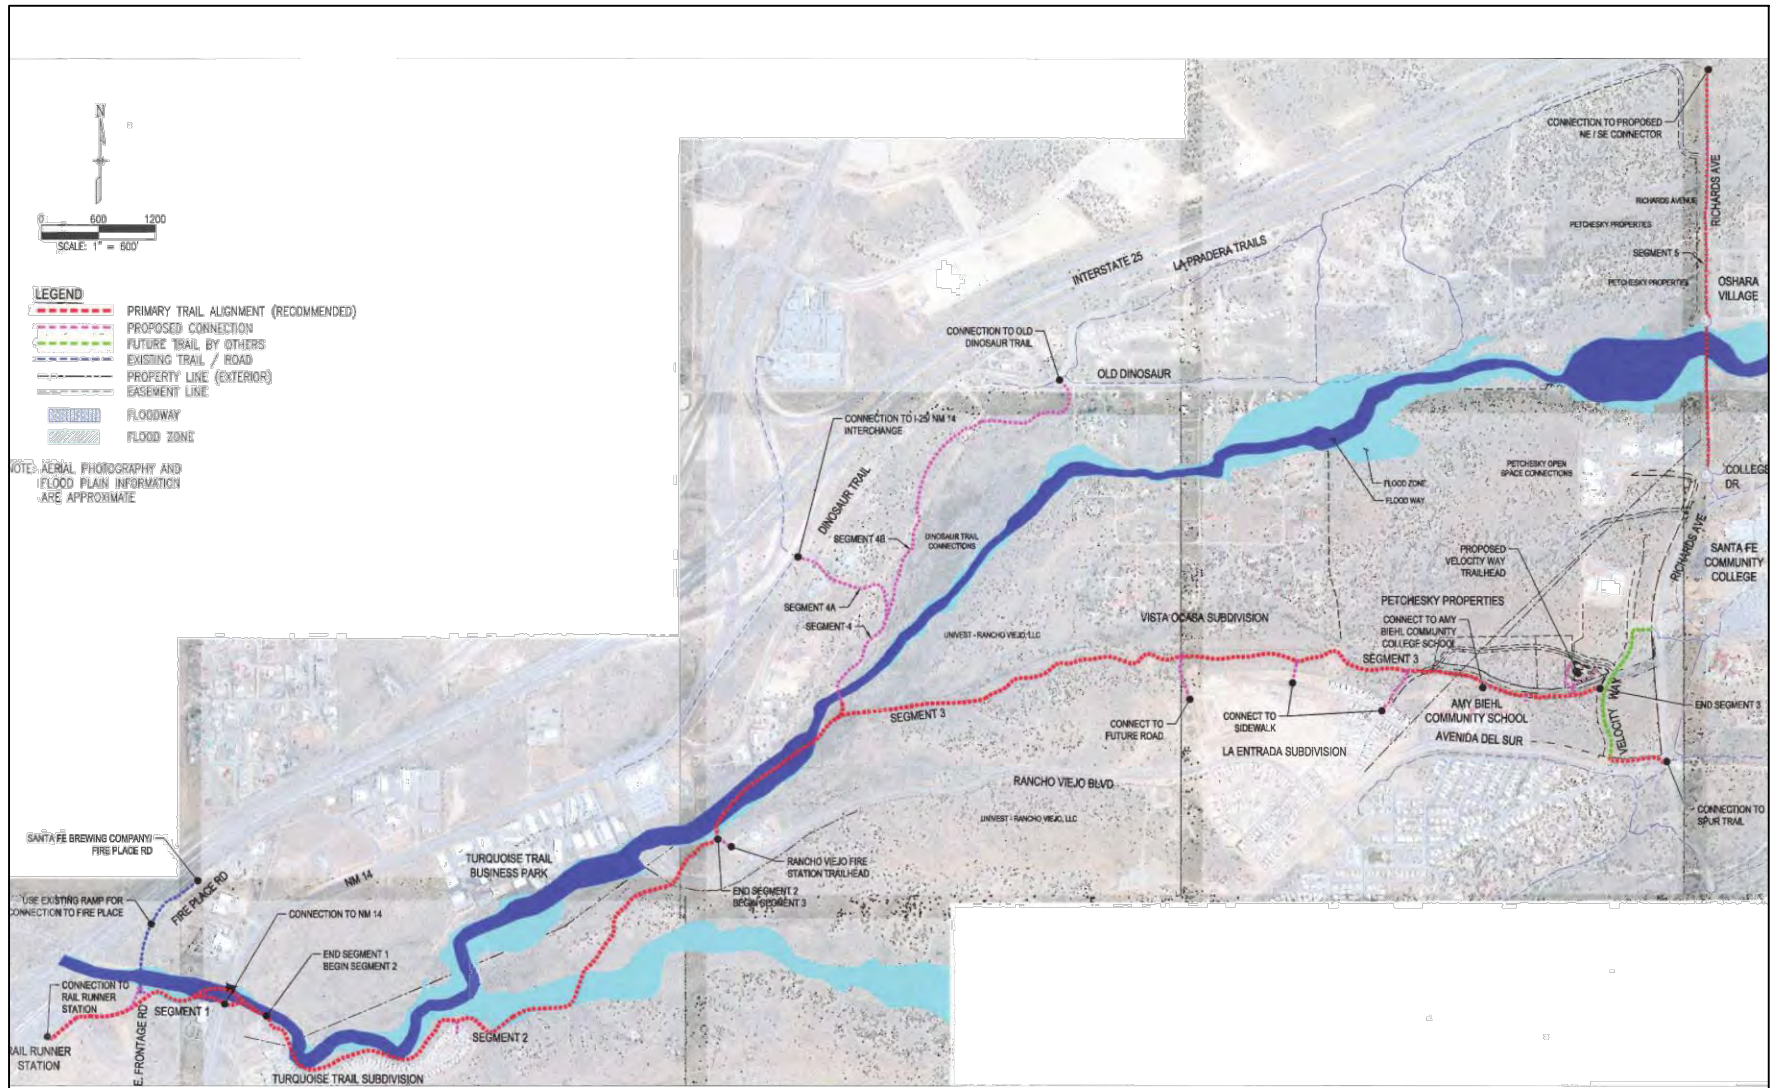 N
0 600 1200
SCALE: 1" = 600'
LEGEND
PRIMARY TRAIL ALIGNMENT (RECOMMENDED)
PROPOSED CONNECTION
FUTURE TRAIL BY OTHERS
EXISTING TRAIL / ROAD
PROPERTY LINE (EXTERIOR)
EASEMENT LINE
FLOODWAY
FLOOD ZONE
NOTE: AERIAL PHOTOGRAPHY AND
FLOOD PLAIN INFORMATION
ARE APPROXIMATE
CONNECTION TO PROPOSED
NE / SE CONNECTOR
RICHARDS AVE
RICHARDS AVENUE
PETCHESKY PROPERTIES
SEGMENT 5
PETCHESKY PROPERTIES
OSHARA
VILLAGE
INTERSTATE 25
LA PRADERA TRAILS
CONNECTION TO OLD
DINOSAUR TRAIL
OLD DINOSAUR
CONNECTION TO I-25/ NM 14
INTERCHANGE
DINOSAUR TRAIL
SEGMENT 4B
DINOSAUR TRAIL
CONNECTIONS
SEGMENT 4A
SEGMENT 4
FLOOD ZONE
FLOOD WAY
PETCHESKY OPEN
SPACE CONNECTIONS
COLLEGE
DR.
RICHARDS AVE
SANTA FE
COMMUNITY
COLLEGE
PROPOSED
VELOCITY WAY
TRAILHEAD
PETCHESKY PROPERTIES
CONNECT TO AMY
BIEHL COMMUNITY
COLLEGE SCHOOL
VISTA OCASA SUBDIVISION
UNIVEST - RANCHO VIEJO, LLC
SEGMENT 3
SEGMENT 3
CONNECT TO
FUTURE ROAD
CONNECT TO
SIDEWALK
LA ENTRADA SUBDIVISION
AMY BIEHL
COMMUNITY SCHOOL
AVENIDA DEL SUR
VELOCITY WAY
END SEGMENT 3
CONNECTION TO
SPUR TRAIL
RANCHO VIEJO BLVD
UNIVEST - RANCHO VIEJO, LLC
RANCHO VIEJO FIRE
STATION TRAILHEAD
END SEGMENT 2
BEGIN SEGMENT 3
TURQUOISE TRAIL
BUSINESS PARK
SANTA FE BREWING COMPANY/
FIRE PLACE RD
NM 14
FIRE PLACE RD
USE EXISTING RAMP FOR
CONNECTION TO FIRE PLACE
CONNECTION TO NM 14
END SEGMENT 1
BEGIN SEGMENT 2
CONNECTION TO
RAIL RUNNER
STATION
SEGMENT 1
E. FRONTAGE RD
RAIL RUNNER
STATION
SEGMENT 2
TURQUOISE TRAIL SUBDIVISION